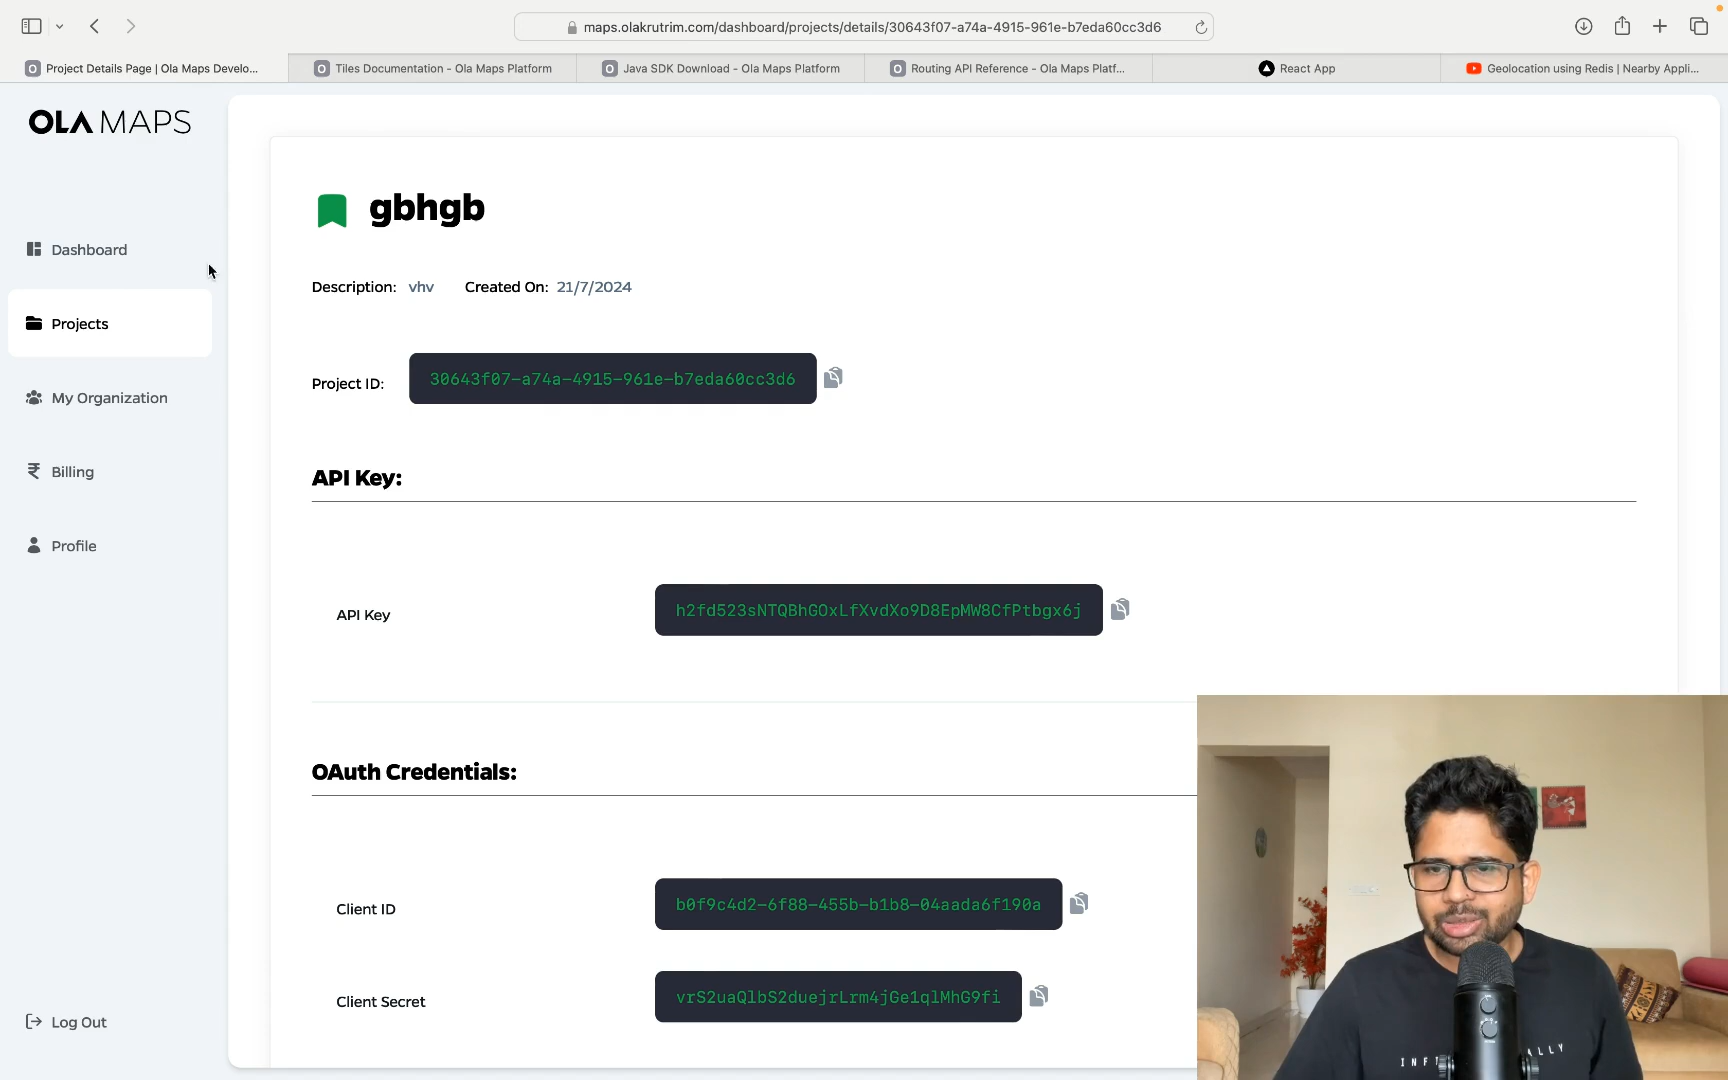 maps.olakrutrim.com/dashboard/projects/details/30643f07-a74a-4915-961e-b7eda60cc3d6
Project Details Page | Ola Maps Develo...
Tiles Documentation - Ola Maps Platform
Java SDK Download - Ola Maps Platform
Routing API Reference - Ola Maps Platf...
React App
Geolocation using Redis | Nearby Appli...
OLA MAPS
Dashboard
Projects
My Organization
Billing
Profile
Log Out
gbhgb
Description: vhv Created On: 21/7/2024
Project ID: 30643f07-a74a-4915-961e-b7eda60cc3d6
API Key:
API Key h2fd523sNTQBhGOxLfXvdXo9D8EpMW8CfPtbgx6j
OAuth Credentials:
Client ID b0f9c4d2-6f88-455b-b1b8-04aada6f190a
Client Secret vrS2uaQlbS2duejrLrm4jGe1qlMhG9fi